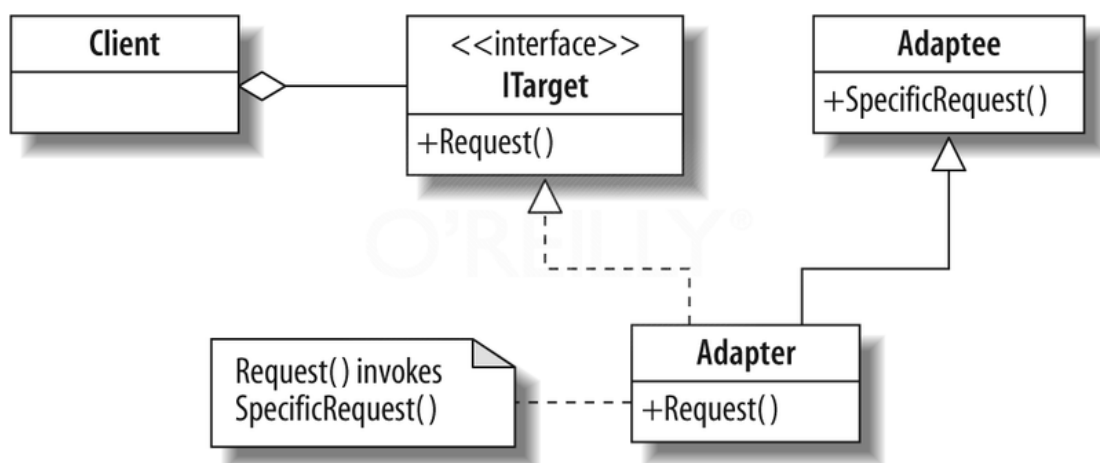 Client
<<interface>>
ITarget
+Request()
Adaptee
+SpecificRequest()
O'REILLY®
Request() invokes
SpecificRequest()
Adapter
+Request()